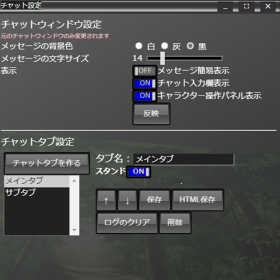 チャット設定
チャットウィンドウ設定
元のチャットウィンドウのみ変更されます
メッセージの背景色 白 灰 黒
メッセージの文字サイズ 14
表示 OFF メッセージ簡易表示
ON チャット入力欄表示
ON キャラクター操作パネル表示
反映
チャットタブ設定
チャットタブを作る タブ名： メインタブ
スタンド ON
メインタブ
サブタブ
↑ ↓ 保存 HTML保存
ログのクリア 削除